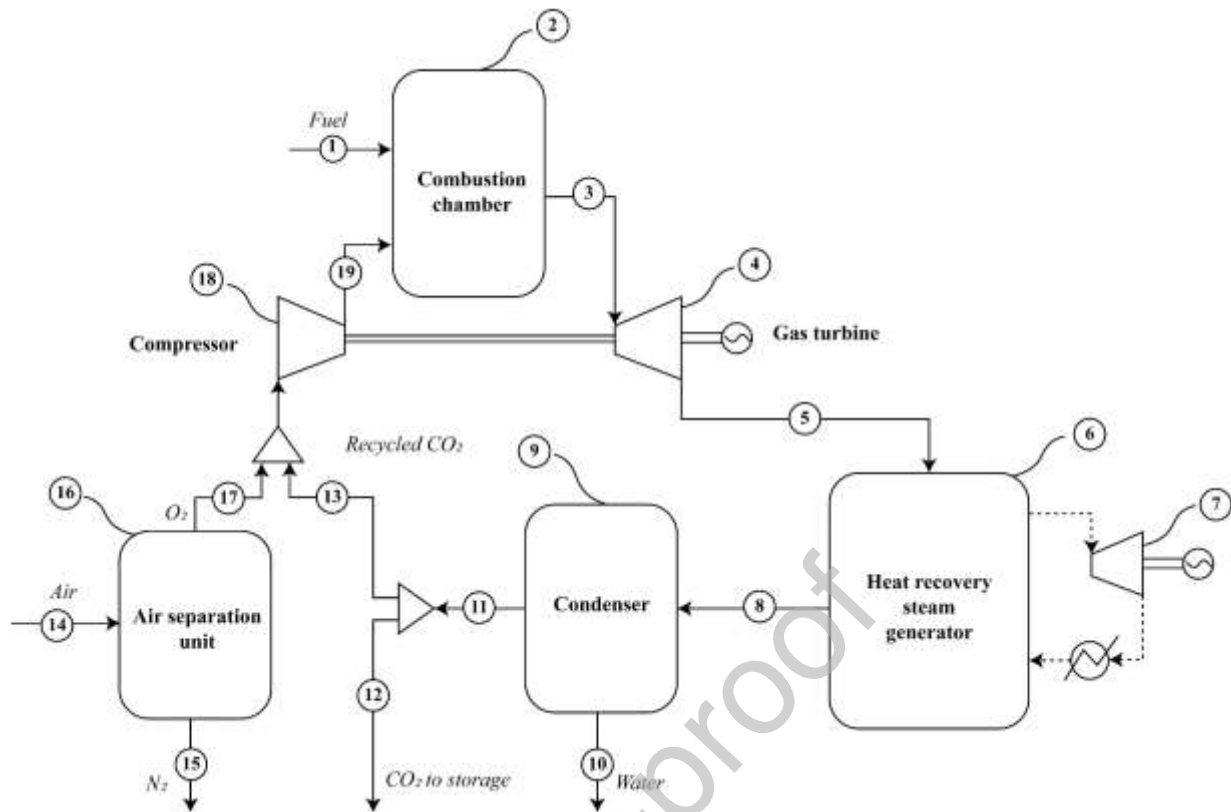 2
Fuel
1
Combustion
chamber
3
19
4
18
Compressor
Gas turbine
5
Recycled CO₂
9
6
16
O₂
17
13
7
Air
14
Air separation
unit
11
Condenser
8
Heat recovery
steam
generator
12
15
N₂
CO₂ to storage
10
Water
proof